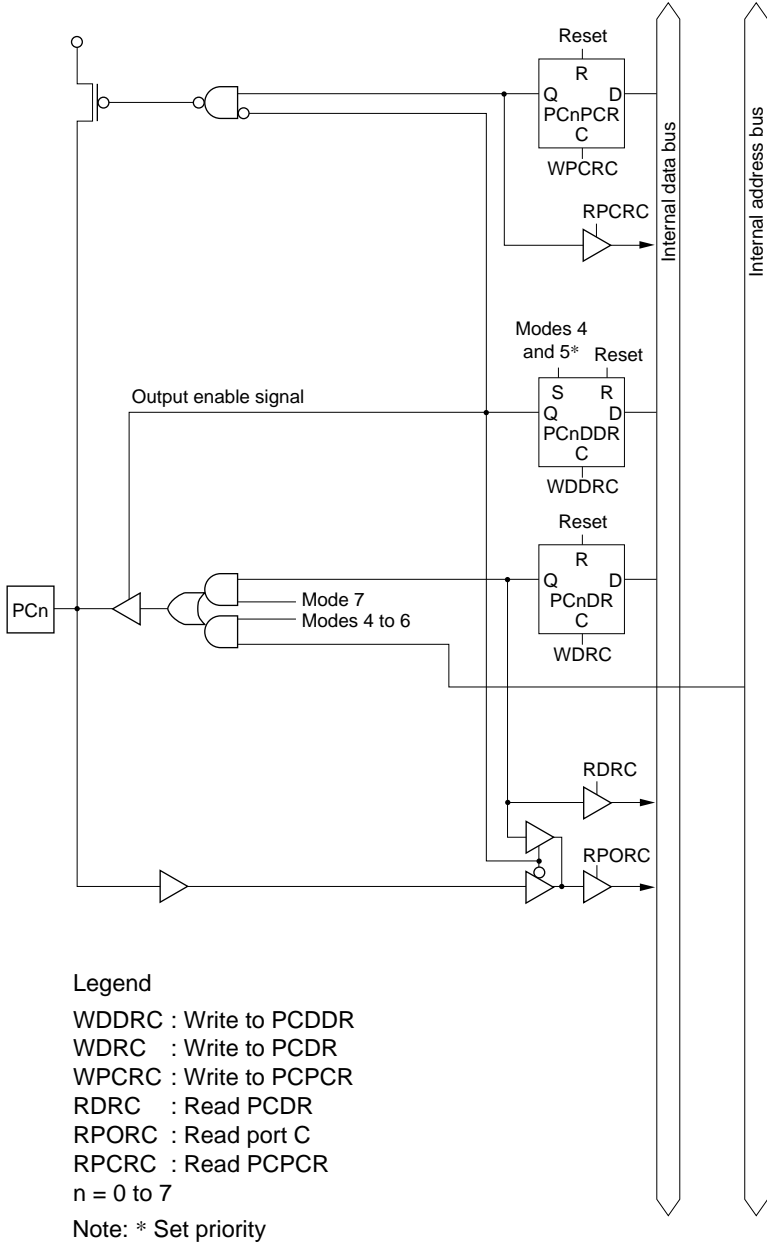 Reset
R
Q D
PCnPCR
C
WPCRC
RPCRC
Internal data bus
Internal address bus
Modes 4
and 5* Reset
S R
Output enable signal
Q D
PCnDDR
C
WDDRC
Reset
R
Q D
PCnDR
C
WDRC
PCn
Mode 7
Modes 4 to 6
RDRC
RPORC
Legend
WDDRC : Write to PCDDR
WDRC : Write to PCDR
WPCRC : Write to PCPCR
RDRC : Read PCDR
RPORC : Read port C
RPCRC : Read PCPCR
n = 0 to 7
Note: * Set priority